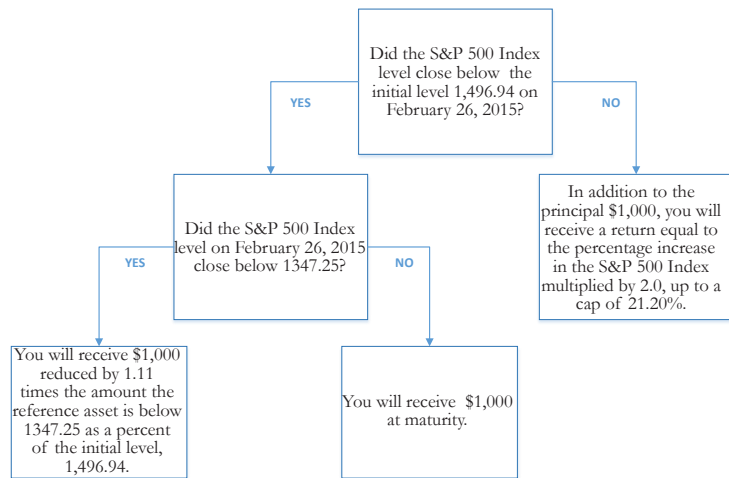 Did the S&P 500 Index
level close below the
initial level 1,496.94 on
February 26, 2015?
YES
NO
Did the S&P 500 Index
level on February 26, 2015
close below 1347.25?
In addition to the
principal $1,000, you will
receive a return equal to
the percentage increase
in the S&P 500 Index
multiplied by 2.0, up to a
cap of 21.20%.
YES
NO
You will receive $1,000
reduced by 1.11
times the amount the
reference asset is below
1347.25 as a percent
of the initial level,
1,496.94.
You will receive $1,000
at maturity.